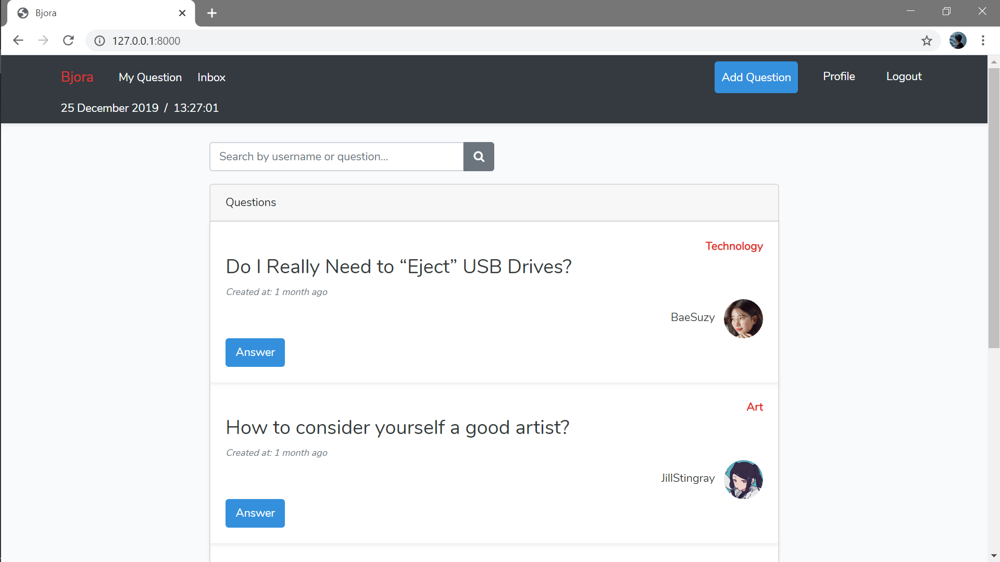 Bjora
127.0.0.1:8000
Bjora My Question Inbox Add Question Profile Logout
25 December 2019 / 13:27:01
Search by username or question...
Questions
Technology
Do I Really Need to “Eject” USB Drives?
Created at: 1 month ago
BaeSuzy
Answer
Art
How to consider yourself a good artist?
Created at: 1 month ago
JillStingray
Answer